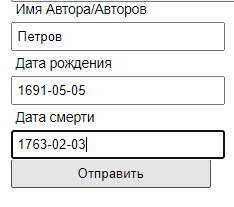 Имя Автора/Авторов
Петров
Дата рождения
1691-05-05
Дата смерти
1763-02-03
Отправить